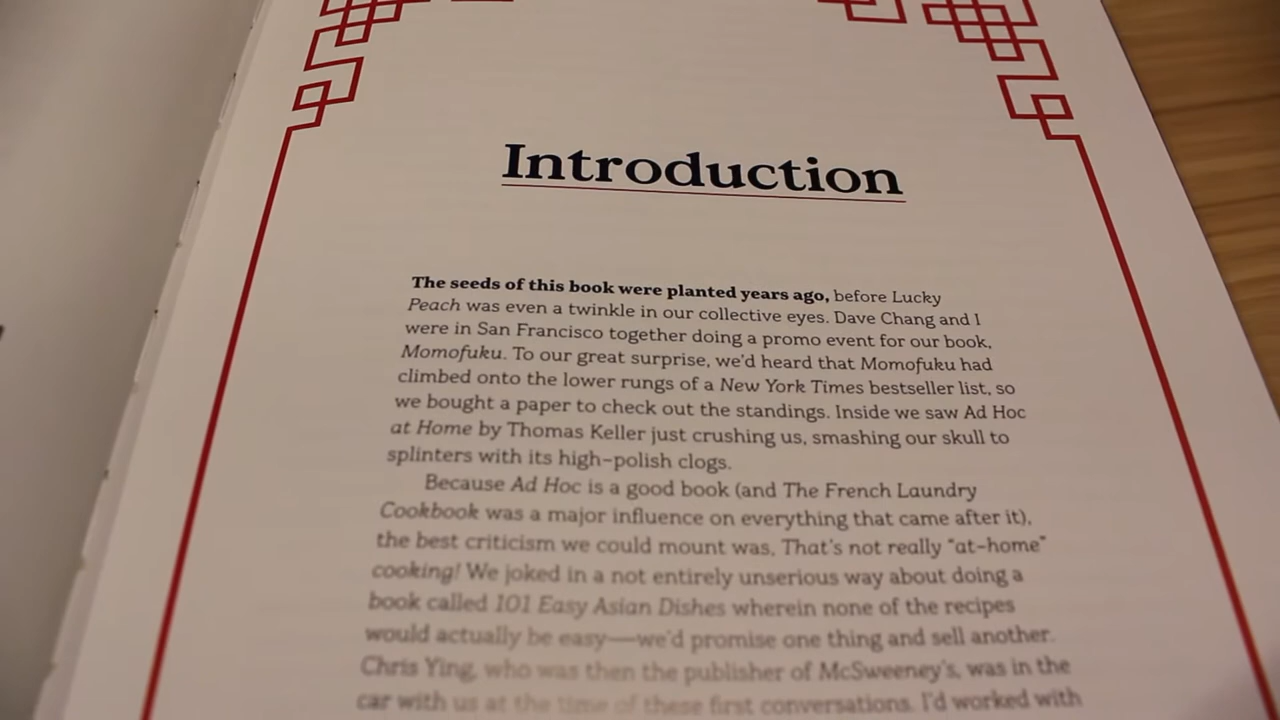 Introduction
The seeds of this book were planted years ago, before Lucky
Peach was even a twinkle in our collective eyes. Dave Chang and I
were in San Francisco together doing a promo event for our book,
Momofuku. To our great surprise, we'd heard that Momofuku had
climbed onto the lower rungs of a New York Times bestseller list, so
we bought a paper to check out the standings. Inside we saw Ad Hoc
at Home by Thomas Keller just crushing us, smashing our skull to
splinters with its high-polish clogs.
Because Ad Hoc is a good book (and The French Laundry
Cookbook was a major influence on everything that came after it),
the best criticism we could mount was, That's not really "at-home"
cooking! We joked in a not entirely unserious way about doing a
book called 101 Easy Asian Dishes wherein none of the recipes
would actually be easy—we'd promise one thing and sell another.
Chris Ying, who was then the publisher of McSweeney's, was in the
car with us at the time of these first conversations. I'd worked with